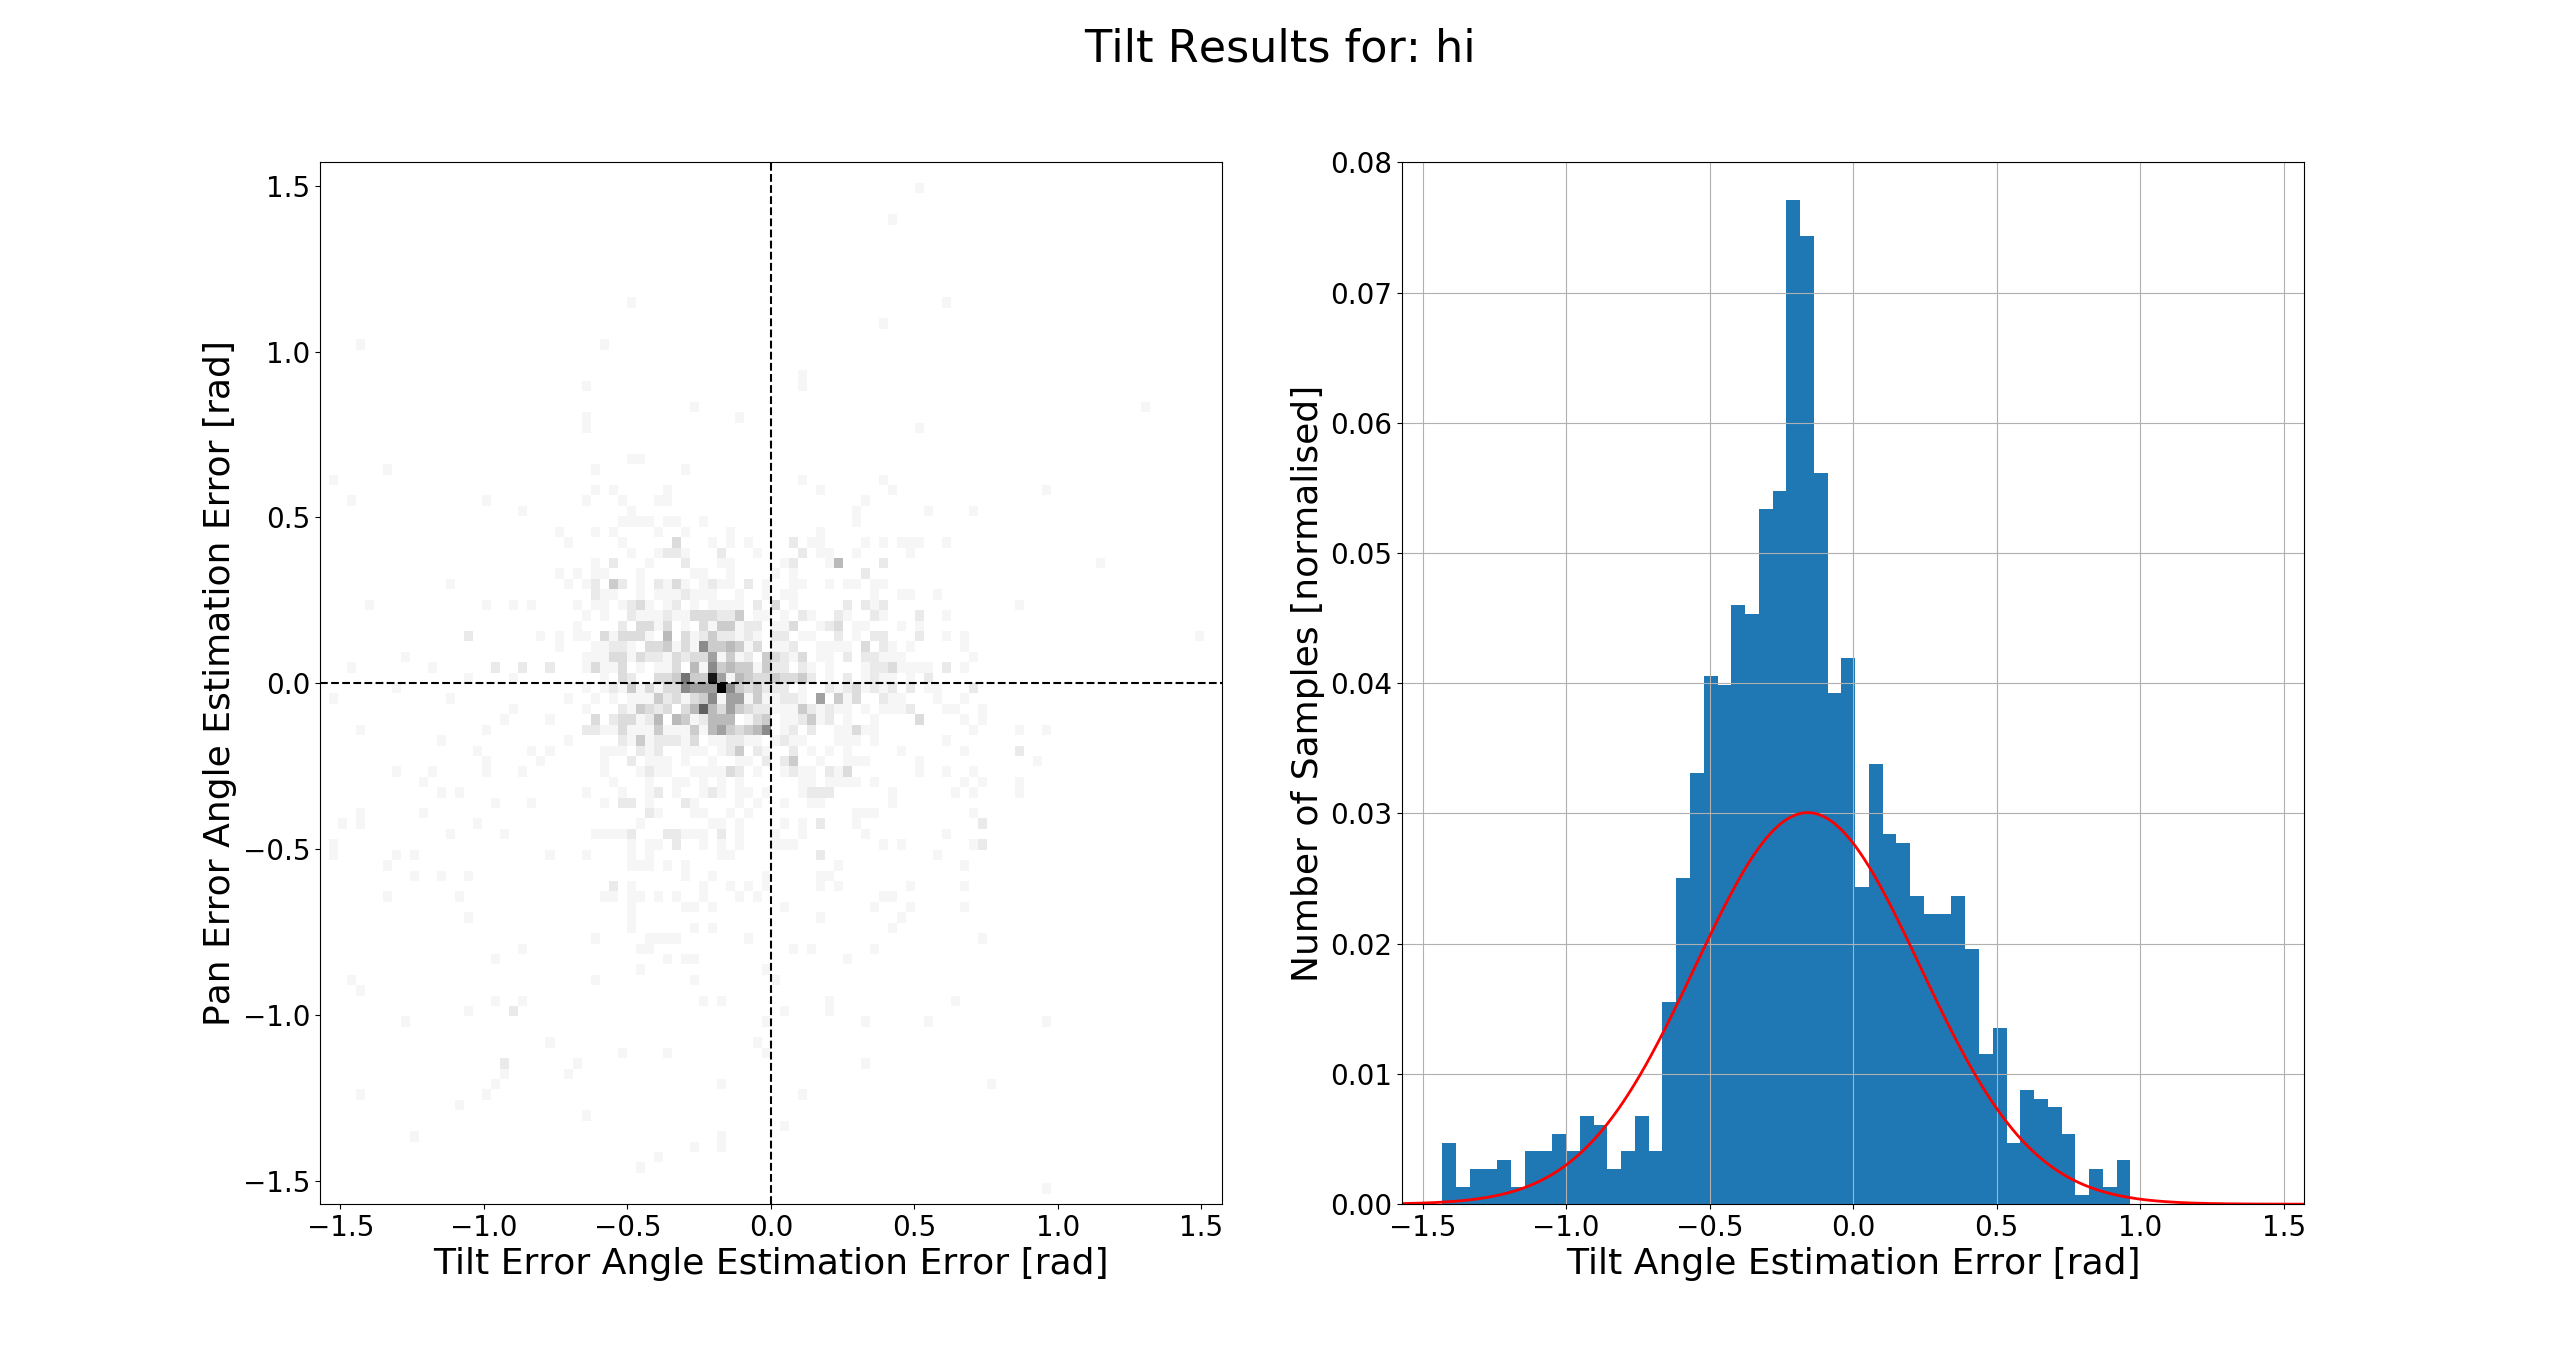 Tilt Results for: hi
Pan Error Angle Estimation Error [rad]
1.5
1.0
0.5
0.0
−0.5
−1.0
−1.5
−1.5 −1.0 −0.5 0.0 0.5 1.0 1.5
Tilt Error Angle Estimation Error [rad]
Number of Samples [normalised]
0.08
0.07
0.06
0.05
0.04
0.03
0.02
0.01
0.00
−1.5 −1.0 −0.5 0.0 0.5 1.0 1.5
Tilt Angle Estimation Error [rad]